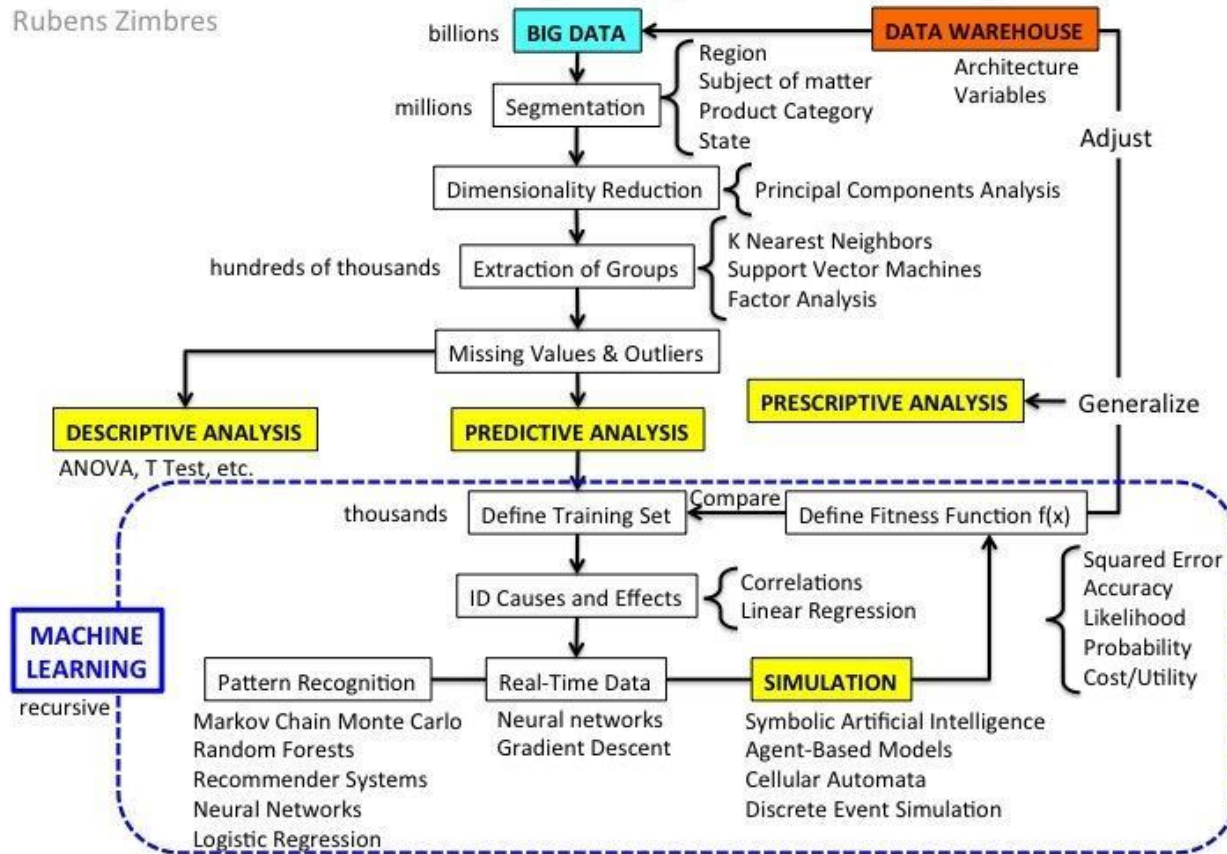 Rubens Zimbres
billions
BIG DATA
DATA WAREHOUSE
Architecture
Variables
Region
Subject of matter
Product Category
State
millions
Segmentation
Adjust
Dimensionality Reduction
Principal Components Analysis
K Nearest Neighbors
Support Vector Machines
Factor Analysis
hundreds of thousands
Extraction of Groups
Missing Values & Outliers
DESCRIPTIVE ANALYSIS
ANOVA, T Test, etc.
PREDICTIVE ANALYSIS
PRESCRIPTIVE ANALYSIS
Generalize
thousands
Define Training Set
Compare
Define Fitness Function f(x)
Squared Error
Accuracy
Likelihood
Probability
Cost/Utility
ID Causes and Effects
Correlations
Linear Regression
MACHINE
LEARNING
recursive
Pattern Recognition
Markov Chain Monte Carlo
Random Forests
Recommender Systems
Neural Networks
Logistic Regression
Real-Time Data
Neural networks
Gradient Descent
SIMULATION
Symbolic Artificial Intelligence
Agent-Based Models
Cellular Automata
Discrete Event Simulation